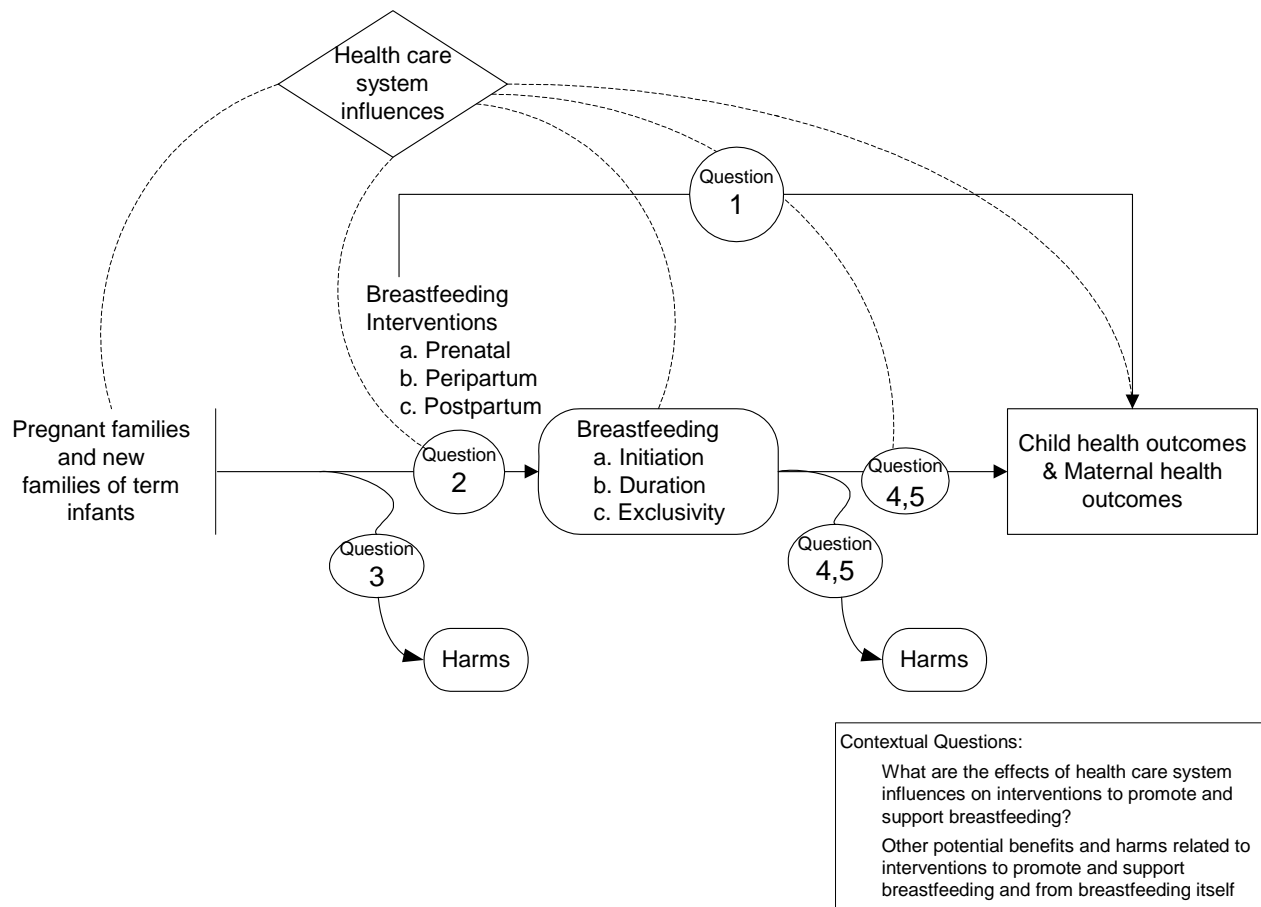 Health care
system
influences
Question
1
Breastfeeding
Interventions
a. Prenatal
b. Peripartum
c. Postpartum
Pregnant families
and new
families of term
infants
Question
2
Breastfeeding
a. Initiation
b. Duration
c. Exclusivity
Question
4,5
Child health outcomes
& Maternal health
outcomes
Question
3
Question
4,5
Harms
Harms
Contextual Questions:
What are the effects of health care system
influences on interventions to promote and
support breastfeeding?
Other potential benefits and harms related to
interventions to promote and support
breastfeeding and from breastfeeding itself